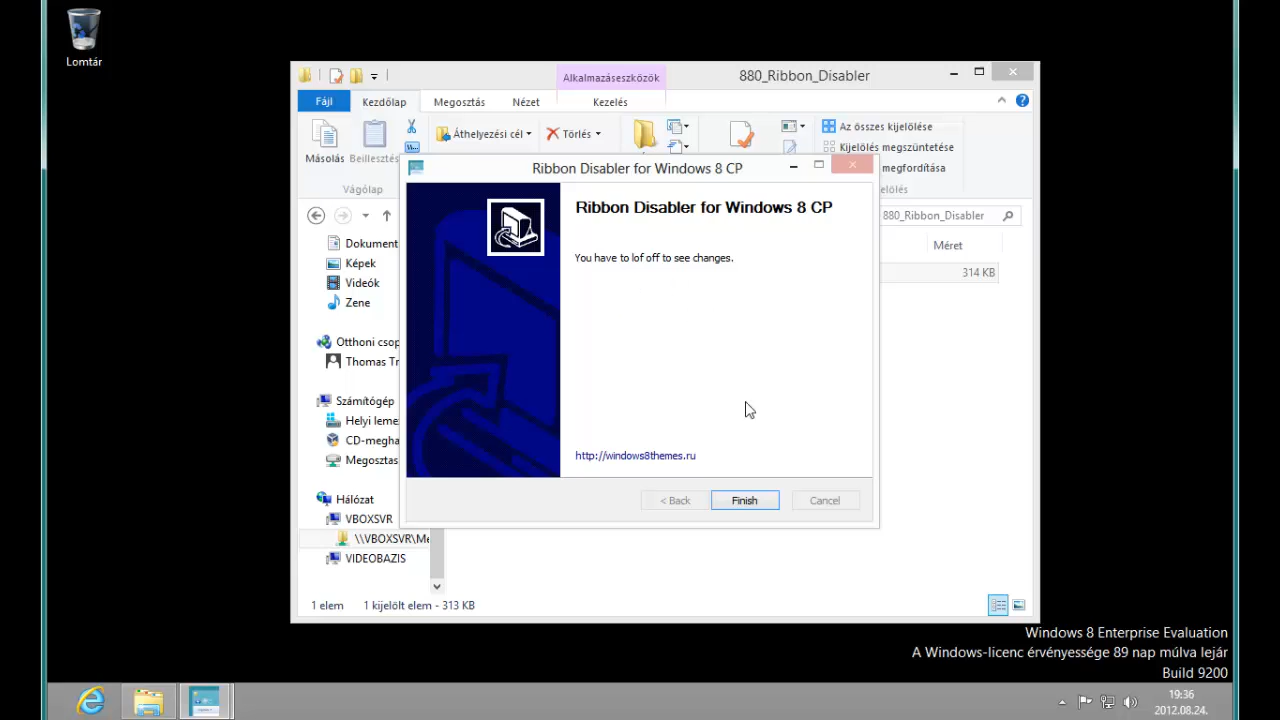 Lomtár
Alkalmazáseszközök
880_Ribbon_Disabler
Fájl
Kezdőlap
Megosztás
Nézet
Kezelés
Másolás
Beillesztés
Áthelyezési cél
Törlés
Az összes kijelölése
Kijelölés megszüntetése
megfordítása
Vágólap
elölés
880_Ribbon_Disabler
Méret
314 KB
Dokument
Képek
Videók
Zene
Otthoni csop
Thomas Tr
Számítógép
Helyi leme
CD-megha
Megosztas
Hálózat
VBOXSVR
\\VBOXSVR\Me
VIDEOBAZIS
1 elem
1 kijelölt elem - 313 KB
Ribbon Disabler for Windows 8 CP
Ribbon Disabler for Windows 8 CP
You have to lof off to see changes.
http://windows8themes.ru
< Back
Finish
Cancel
Windows 8 Enterprise Evaluation
A Windows-licenc érvényessége 89 nap múlva lejár
Build 9200
19:36
2012.08.24.